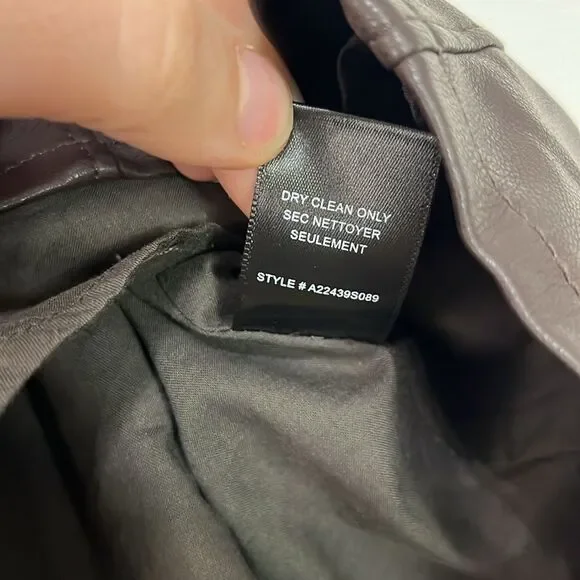 DRY CLEAN ONLY
SEC NETTOYER
SEULEMENT
STYLE # A22439S089